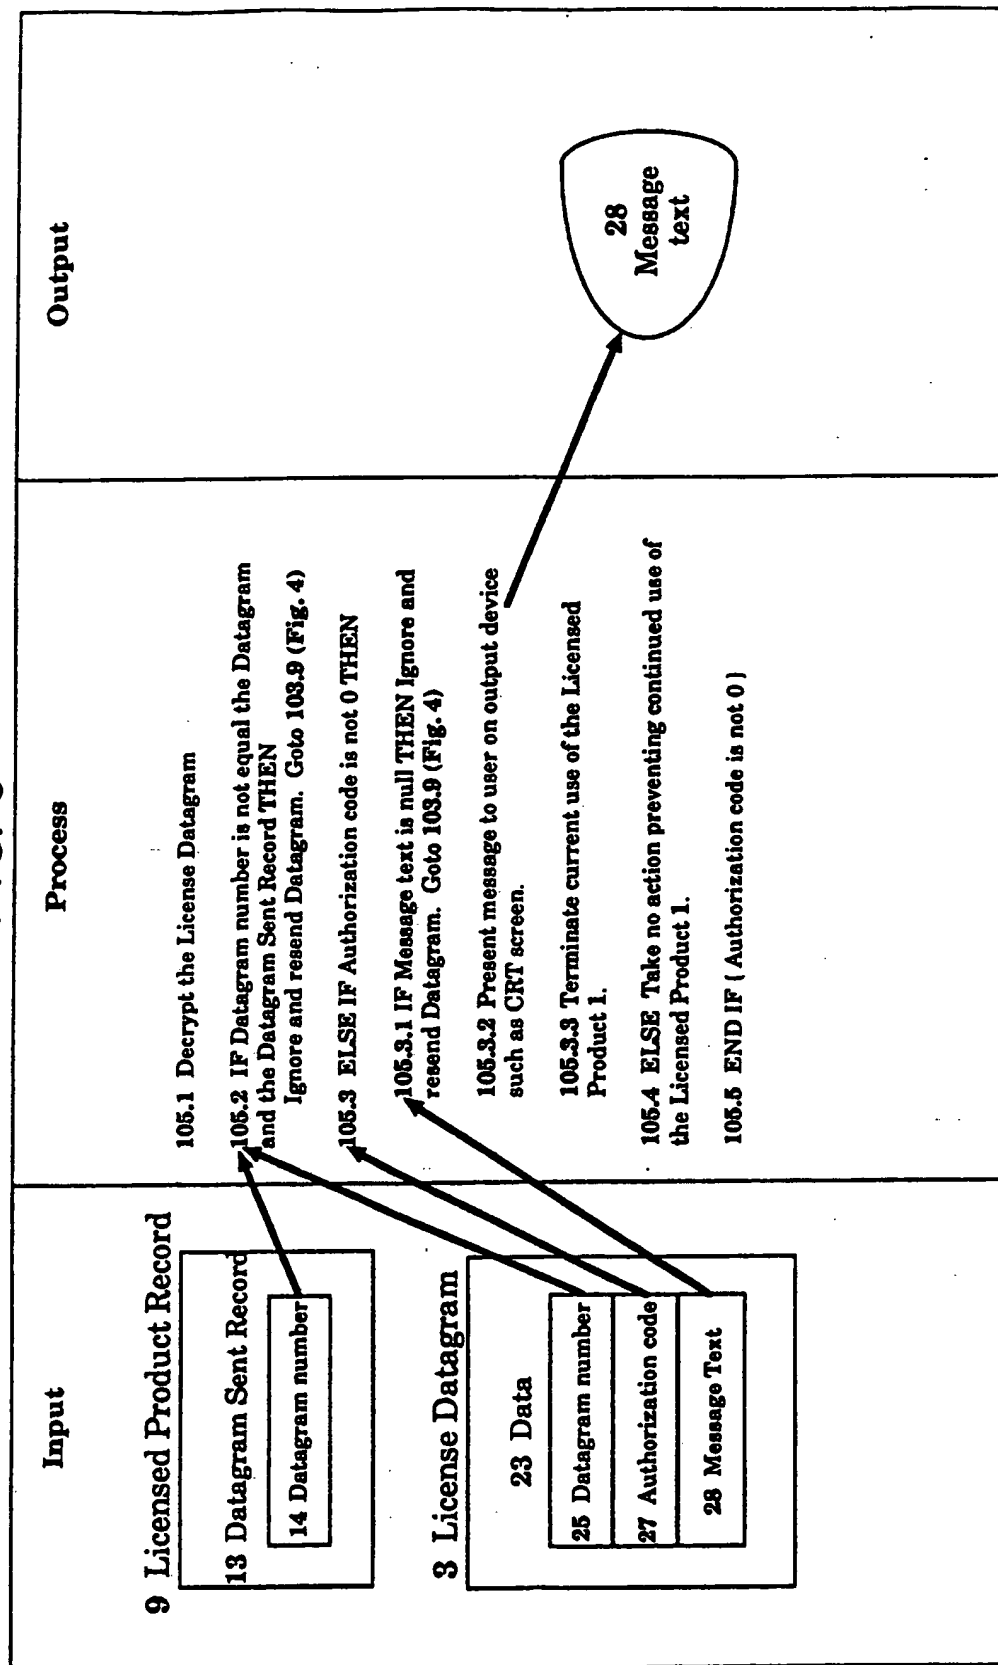 Input
Process
Output
9 Licensed Product Record
13 Datagram Sent Record
14 Datagram number
3 License Datagram
23 Data
25 Datagram number
27 Authorization code
28 Message Text
105.1 Decrypt the License Datagram
105.2 IF Datagram number is not equal the Datagram
and the Datagram Sent Record THEN
Ignore and resend Datagram. Goto 103.9 (Fig. 4)
105.3 ELSE IF Authorization code is not 0 THEN
105.3.1 IF Message text is null THEN Ignore and
resend Datagram. Goto 103.9 (Fig. 4)
105.3.2 Present message to user on output device
such as CRT screen.
105.3.3 Terminate current use of the Licensed
Product 1.
105.4 ELSE Take no action preventing continued use of
the Licensed Product 1.
105.5 END IF ( Authorization code is not 0 )
28
Message
text